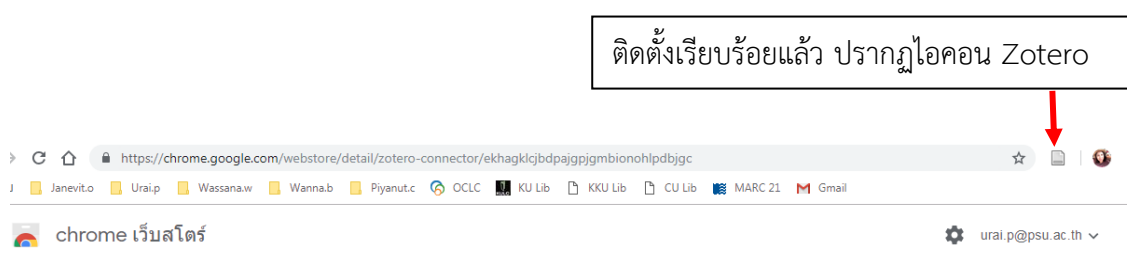 ติดตั้งเรียบร้อยแล้ว ปรากฏไอคอน Zotero
https://chrome.google.com/webstore/detail/zotero-connector/ekhagklcjbdpajgpjgmbionohlpdbjgc
Janevit.o Urai.p Wassana.w Wanna.b Piyanut.c OCLC KU Lib KKU Lib CU Lib MARC 21 Gmail
chrome เว็บสโตร์ urai.p@psu.ac.th